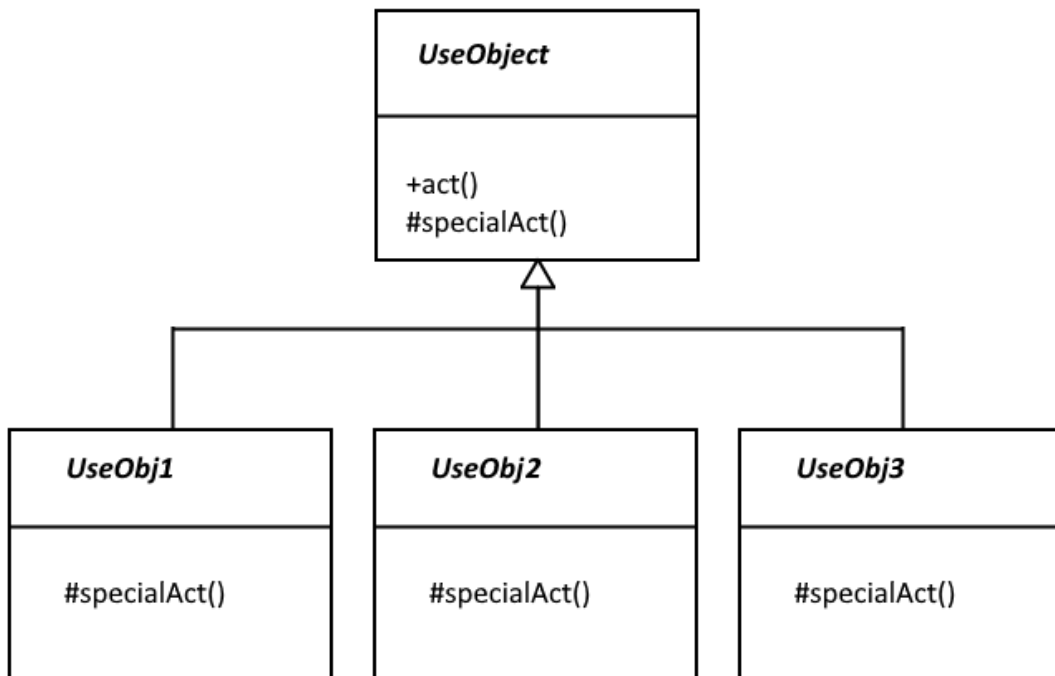 UseObject
+act()
#specialAct()
UseObj1
#specialAct()
UseObj2
#specialAct()
UseObj3
#specialAct()